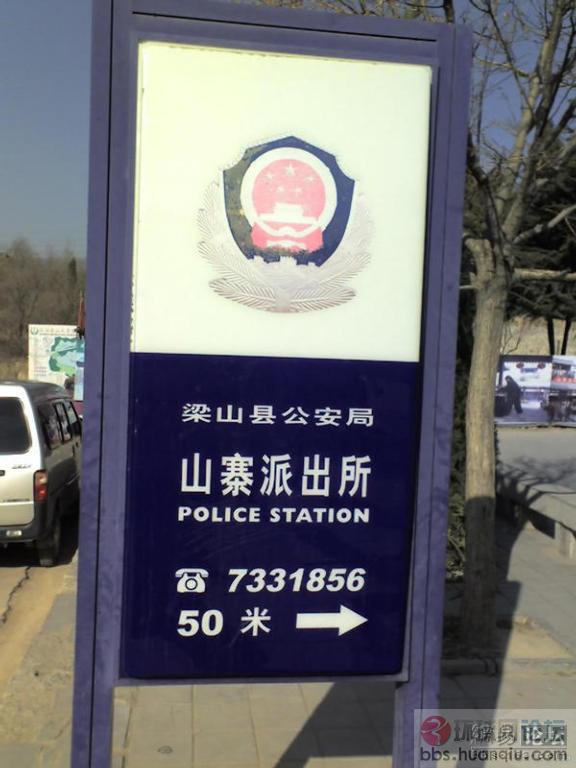 梁山县公安局
山寨派出所
POLICE STATION
☎ 7331856
50 米 →
bbs.huanqiu.com